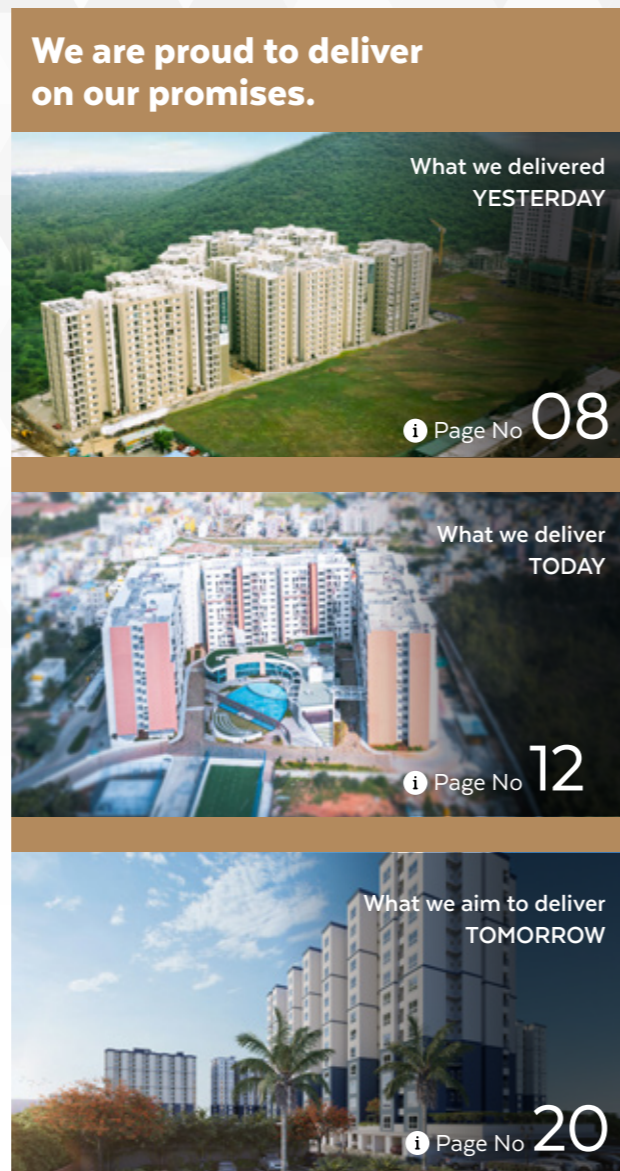 We are proud to deliver
on our promises.
What we delivered
YESTERDAY
i Page No 08
What we deliver
TODAY
i Page No 12
What we aim to deliver
TOMORROW
i Page No 20